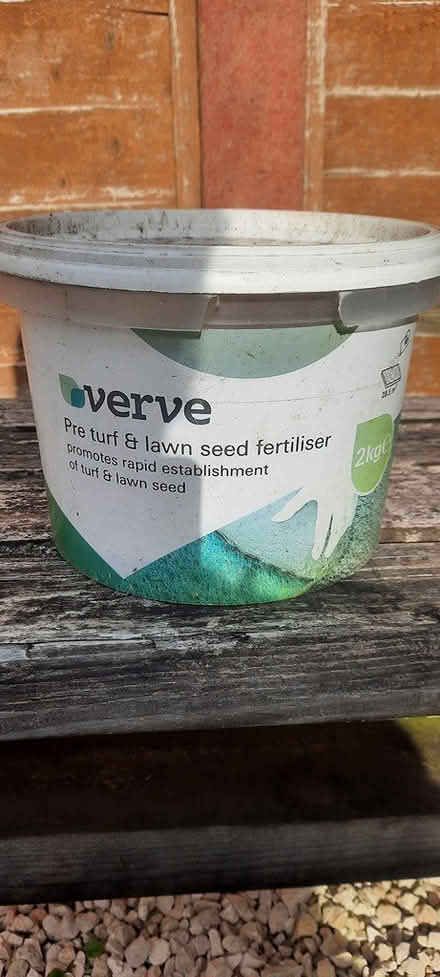 verve
Pre turf & lawn seed fertiliser
promotes rapid establishment
of turf & lawn seed
2kg e